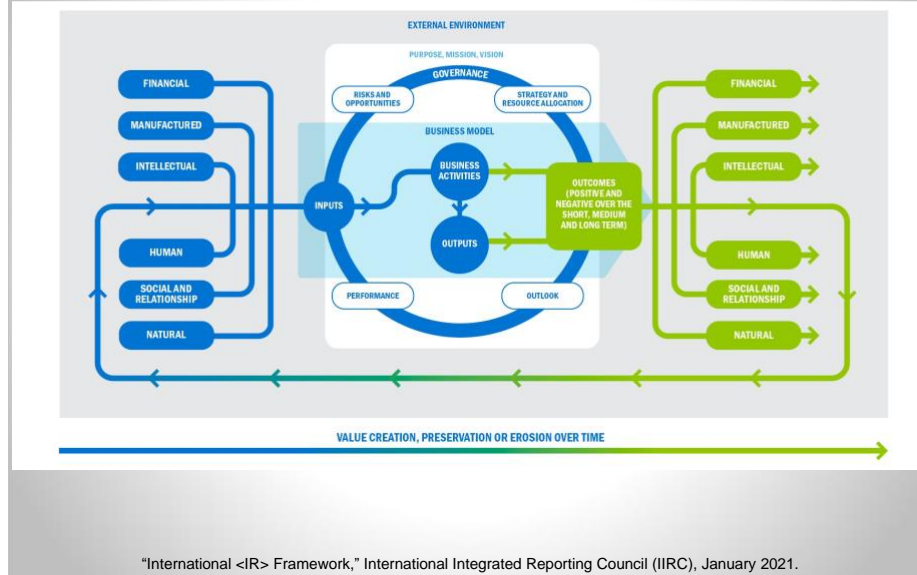 EXTERNAL ENVIRONMENT
PURPOSE, MISSION, VISION
GOVERNANCE
RISKS AND
OPPORTUNITIES
STRATEGY AND
RESOURCE ALLOCATION
FINANCIAL
MANUFACTURED
INTELLECTUAL
HUMAN
SOCIAL AND
RELATIONSHIP
NATURAL
BUSINESS MODEL
INPUTS
BUSINESS
ACTIVITIES
OUTPUTS
OUTCOMES
(POSITIVE AND
NEGATIVE OVER THE
SHORT, MEDIUM
AND LONG TERM)
PERFORMANCE
OUTLOOK
FINANCIAL
MANUFACTURED
INTELLECTUAL
HUMAN
SOCIAL AND
RELATIONSHIP
NATURAL
VALUE CREATION, PRESERVATION OR EROSION OVER TIME
“International <IR> Framework,” International Integrated Reporting Council (IIRC), January 2021.